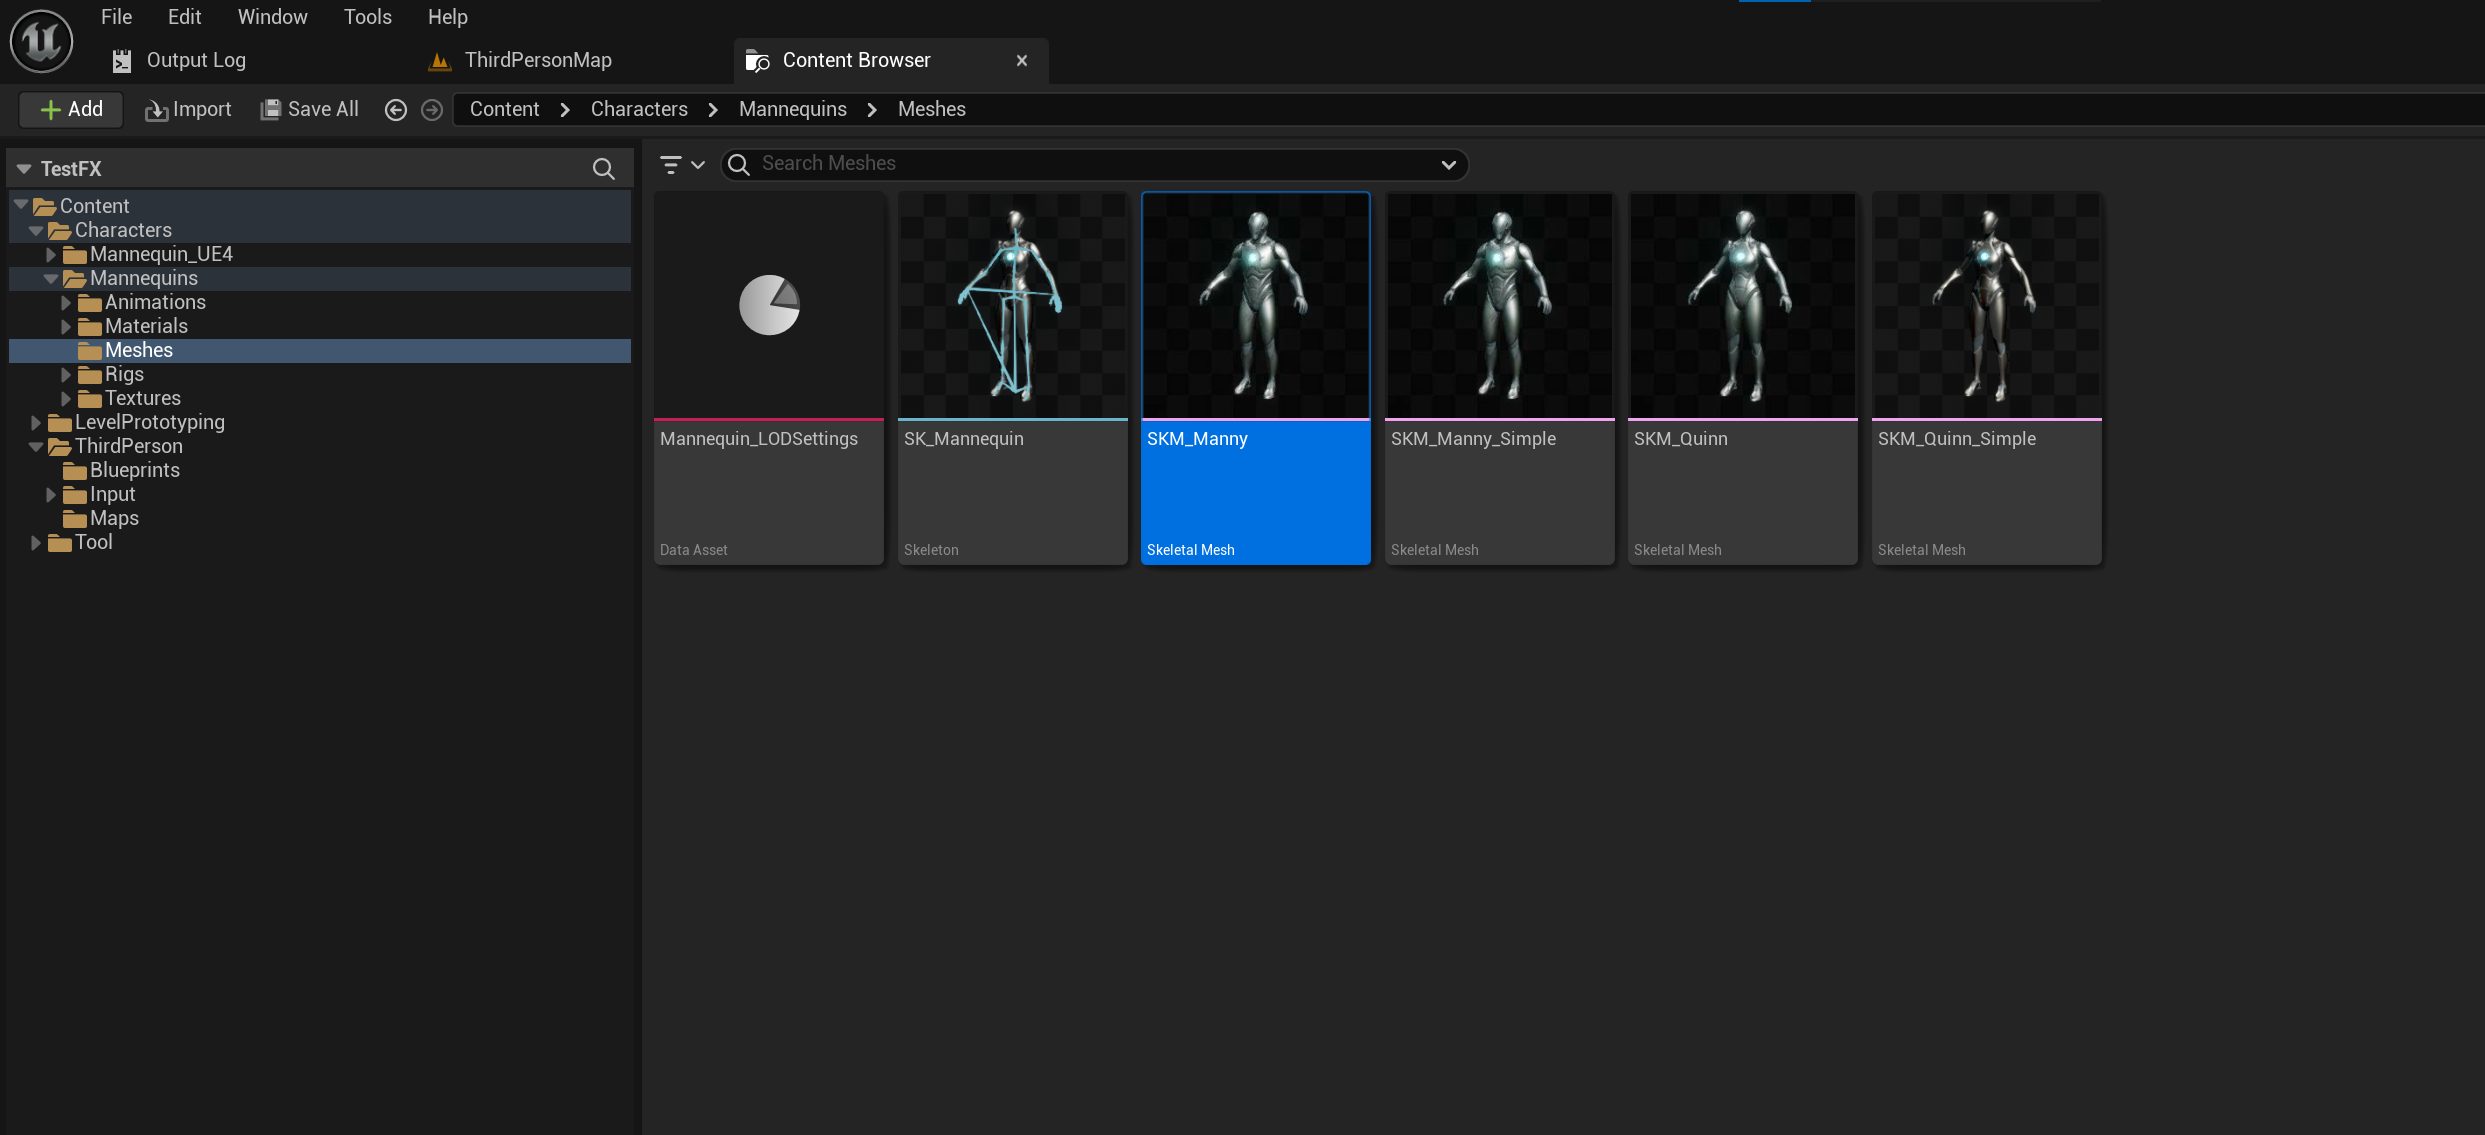 File Edit Window Tools Help
Output Log ThirdPersonMap Content Browser
Add Import Save All Content Characters Mannequins Meshes
TestFX
Search Meshes
Content
Characters
Mannequin_UE4
Mannequins
Animations
Materials
Meshes
Rigs
Textures
LevelPrototyping
ThirdPerson
Blueprints
Input
Maps
Tool
Mannequin_LODSettings SK_Mannequin SKM_Manny SKM_Manny_Simple SKM_Quinn SKM_Quinn_Simple
Data Asset Skeleton Skeletal Mesh Skeletal Mesh Skeletal Mesh Skeletal Mesh